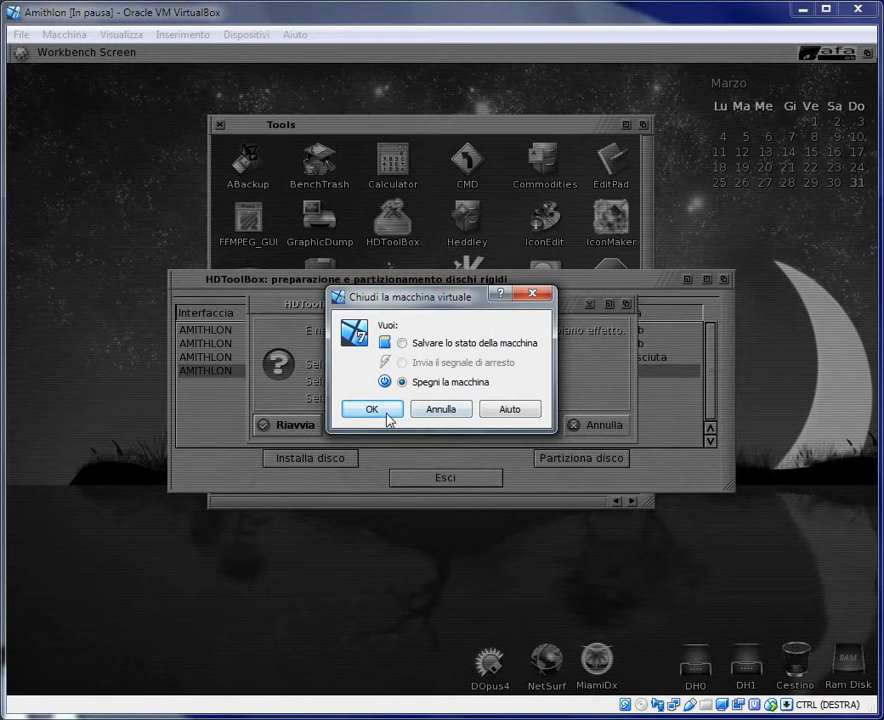 Amithlon [In pausa] - Oracle VM VirtualBox
File Macchina Visualizza Inserimento Dispositivi Aiuto
Workbench Screen
afa
OS
Marzo
Lu Ma Me Gi Ve Sa Do
1 2 3
4 5 6 7 8 9 10
11 12 13 14 15 16 17
18 19 20 21 22 23 24
25 26 27 28 29 30 31
Tools
ABackup BenchTrash Calculator CMD Commodities EditPad
FFMPEG_GUI GraphicDump HDToolBox Heddley IconEdit IconMaker
HDToolBox: preparazione e partizionamento dischi rigidi
Interfaccia
AMITHLON
AMITHLON
AMITHLON
AMITHLON
HDToo
effetto.
Riavvia
Annulla
Chiudi la macchina virtuale
Vuoi:
Salvare lo stato della macchina
Invia il segnale di arresto
Spegni la macchina
OK Annulla Aiuto
Installa disco
Partiziona disco
Esci
DOpus4 NetSurf MiamiDx DH0 DH1 Cestino Ram Disk
RAM
CTRL (DESTRA)